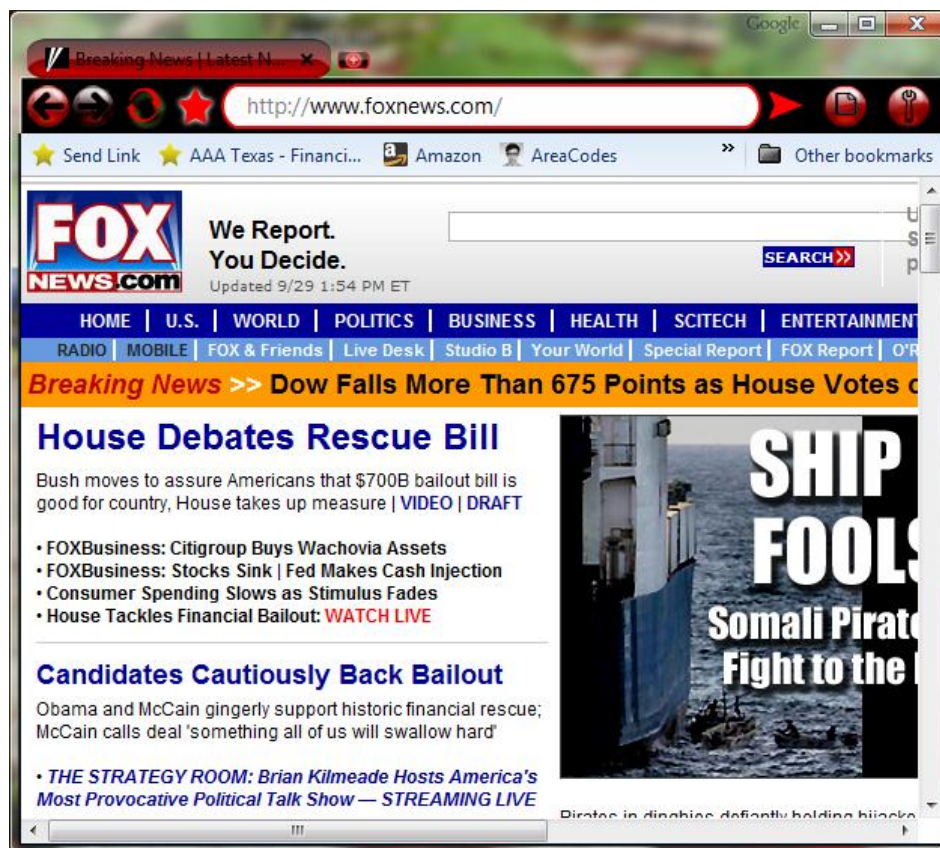 Google
Breaking News | Latest N...
http://www.foxnews.com/
Send Link AAA Texas - Financi... Amazon AreaCodes » Other bookmarks
FOX
NEWS.com
We Report.
You Decide.
Updated 9/29 1:54 PM ET
SEARCH»
U
S
p
HOME | U.S. | WORLD | POLITICS | BUSINESS | HEALTH | SCITECH | ENTERTAINMENT
RADIO | MOBILE | FOX & Friends | Live Desk | Studio B | Your World | Special Report | FOX Report | O'R
Breaking News >> Dow Falls More Than 675 Points as House Votes
House Debates Rescue Bill
Bush moves to assure Americans that $700B bailout bill is
good for country, House takes up measure | VIDEO | DRAFT
• FOXBusiness: Citigroup Buys Wachovia Assets
• FOXBusiness: Stocks Sink | Fed Makes Cash Injection
• Consumer Spending Slows as Stimulus Fades
• House Tackles Financial Bailout: WATCH LIVE
Candidates Cautiously Back Bailout
Obama and McCain gingerly support historic financial rescue;
McCain calls deal 'something all of us will swallow hard'
• THE STRATEGY ROOM: Brian Kilmeade Hosts America's
Most Provocative Political Talk Show — STREAMING LIVE
SHIP
FOOLS
Somali Pirate
Fight to the
Pirates in dinghies defiantly holding hijacke